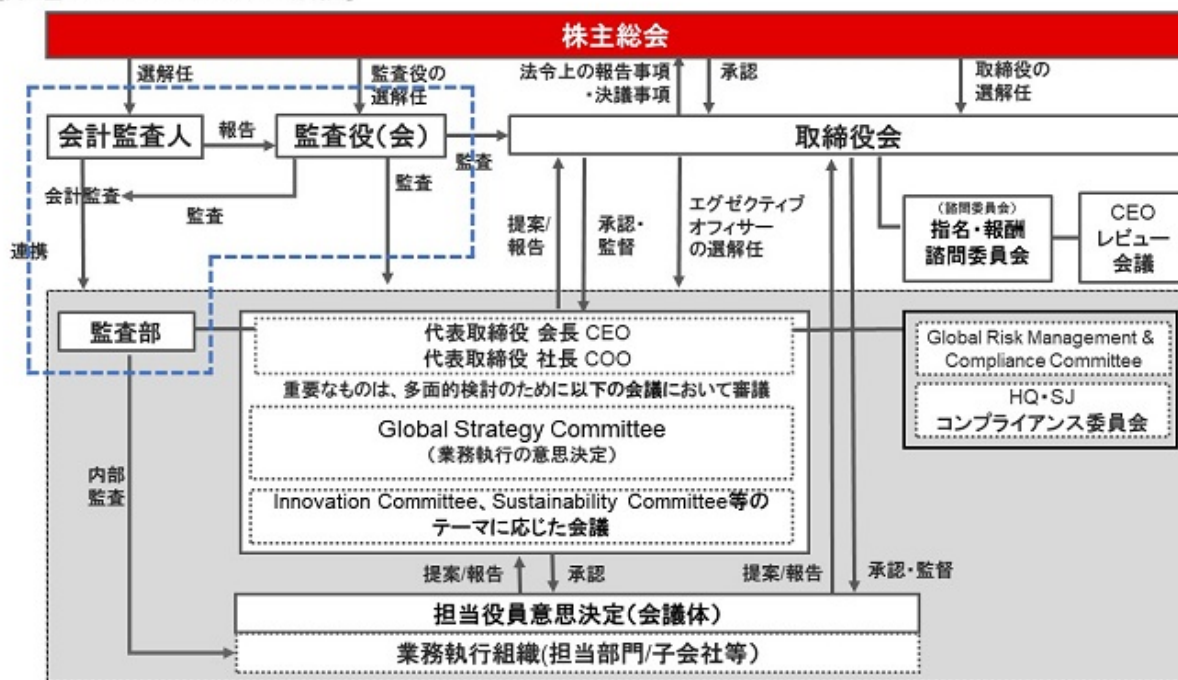 株主総会
選解任
監査役の
選解任
法令上の報告事項
・決議事項
承認
取締役の
選解任
会計監査人
報告
監査役(会)
監査
取締役会
会計監査
監査
監査
連携
提案/
報告
承認・
監督
エグゼクティブ
オフィサー
の選解任
(諮問委員会)
指名・報酬
諮問委員会
CEO
レビュー
会議
監査部
代表取締役 会長 CEO
代表取締役 社長 COO
重要なものは、多面的検討のために以下の会議において審議
Global Strategy Committee
(業務執行の意思決定)
Innovation Committee、Sustainability Committee等の
テーマに応じた会議
Global Risk Management &
Compliance Committee
HQ・SJ
コンプライアンス委員会
内部
監査
提案/報告
承認
提案/報告
承認・監督
担当役員意思決定(会議体)
業務執行組織(担当部門/子会社等)